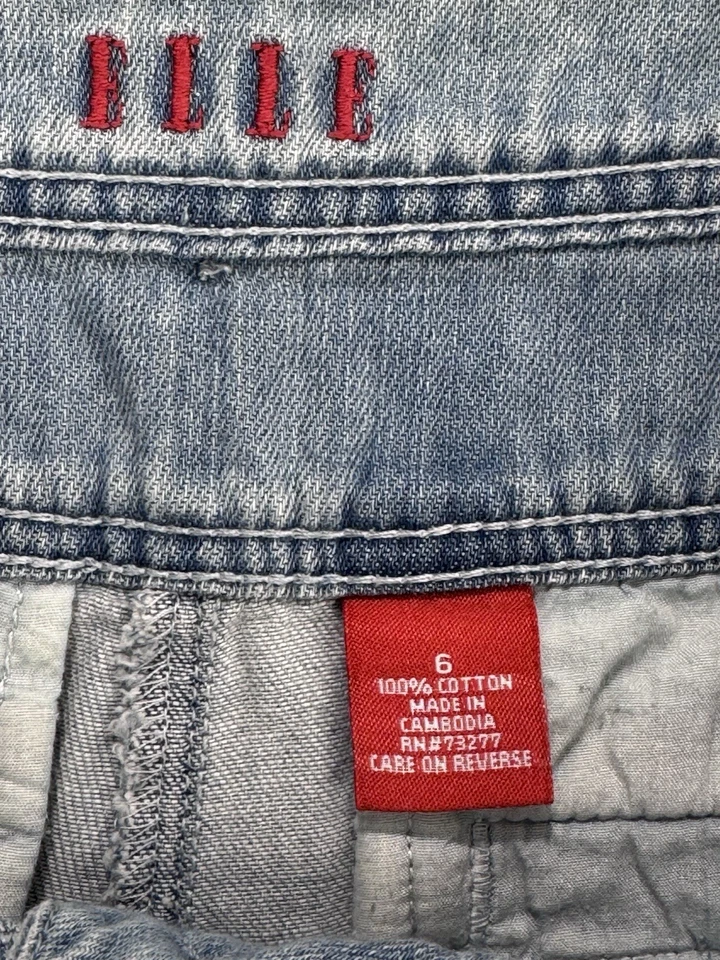 ELLE
6
100% COTTON
MADE IN
CAMBODIA
RN#73277
CARE ON REVERSE